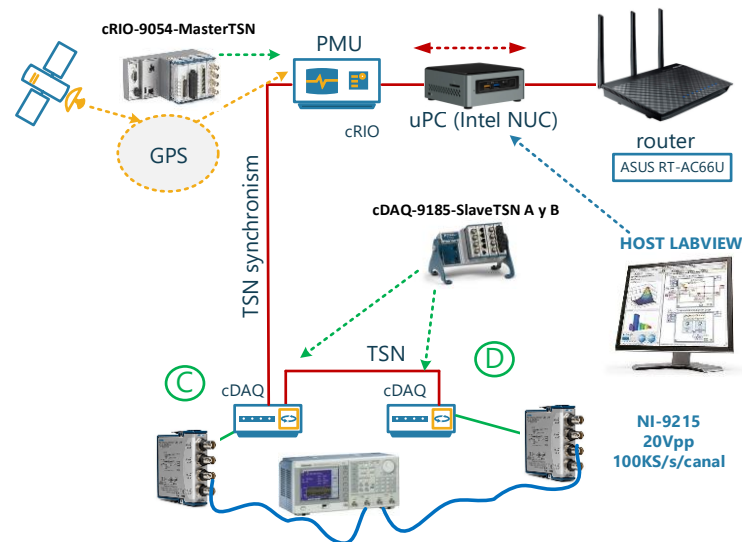 cRIO-9054-MasterTSN
PMU
cRIO
uPC (Intel NUC)
router
ASUS RT-AC66U
GPS
TSN synchronism
cDAQ-9185-SlaveTSN A y B
HOST LABVIEW
TSN
C
D
cDAQ
cDAQ
NI-9215
20Vpp
100KS/s/canal